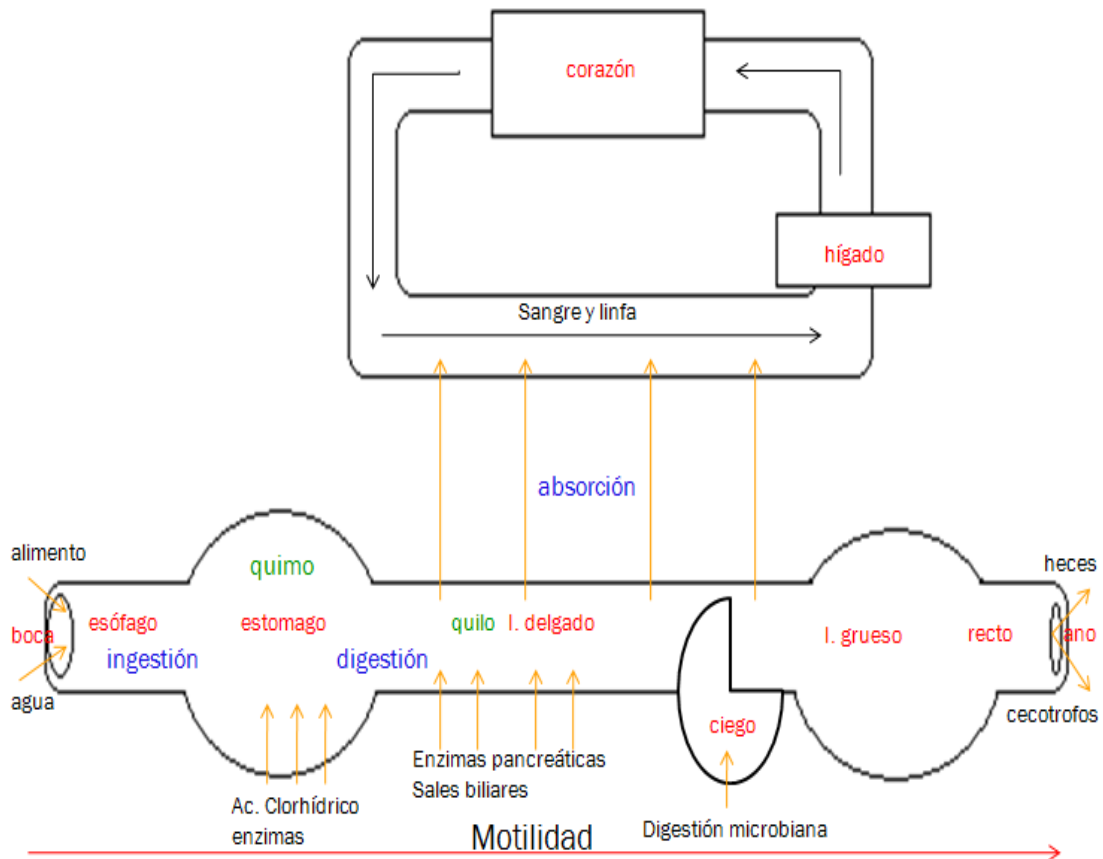 corazón
hígado
Sangre y linfa
absorción
alimento
quimo
heces
boca
esófago
estomago
quilo
I. delgado
I. grueso
recto
ano
ingestión
digestión
agua
cecotrofos
ciego
Enzimas pancreáticas
Sales biliares
Ac. Clorhídrico
enzimas
Motilidad
Digestión microbiana